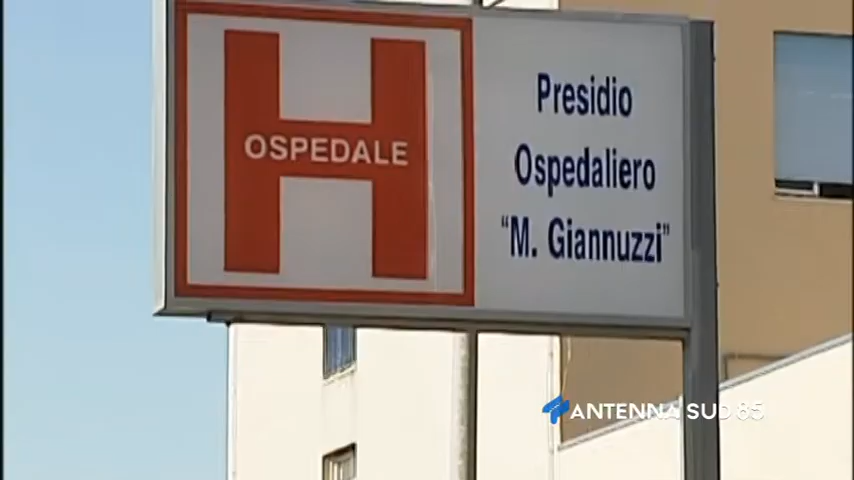 H
OSPEDALE
Presidio
Ospedaliero
“M. Giannuzzi”
ANTENNA SUD 85